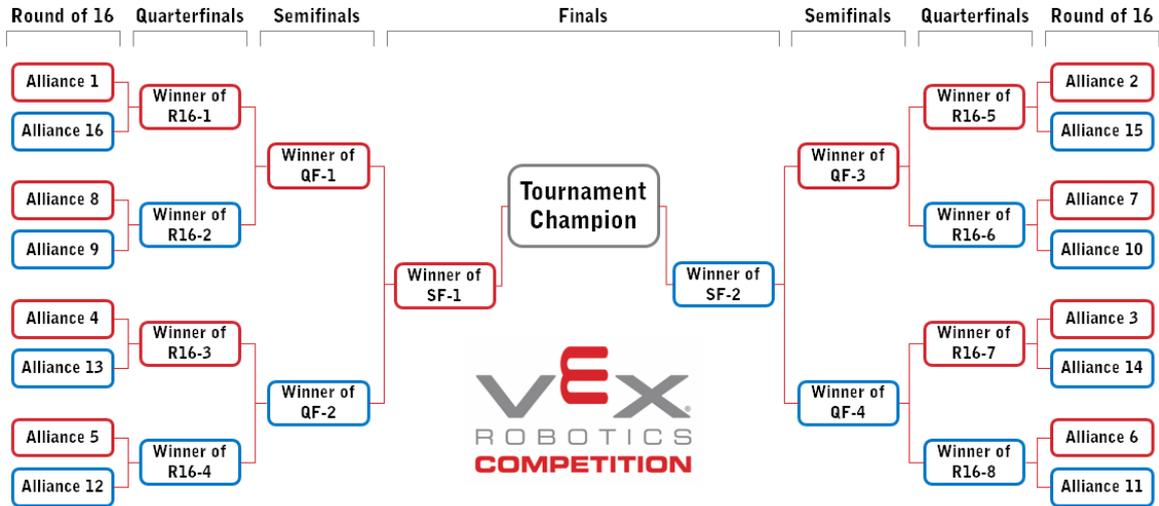 Round of 16 Quarterfinals Semifinals Finals Semifinals Quarterfinals Round of 16
Alliance 1
Alliance 16
Alliance 8
Alliance 9
Alliance 4
Alliance 13
Alliance 5
Alliance 12
Winner of
R16-1
Winner of
R16-2
Winner of
R16-3
Winner of
R16-4
Winner of
QF-1
Winner of
QF-2
Winner of
SF-1
Tournament
Champion
Winner of
SF-2
VEX®
ROBOTICS
COMPETITION
Winner of
QF-3
Winner of
QF-4
Winner of
R16-5
Winner of
R16-6
Winner of
R16-7
Winner of
R16-8
Alliance 2
Alliance 15
Alliance 7
Alliance 10
Alliance 3
Alliance 14
Alliance 6
Alliance 11